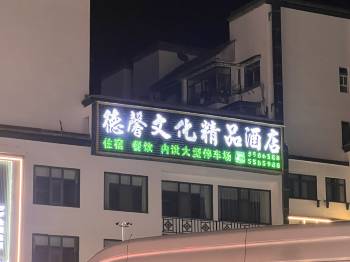 德馨文化精品酒店
住宿 餐饮 内设大型停车场